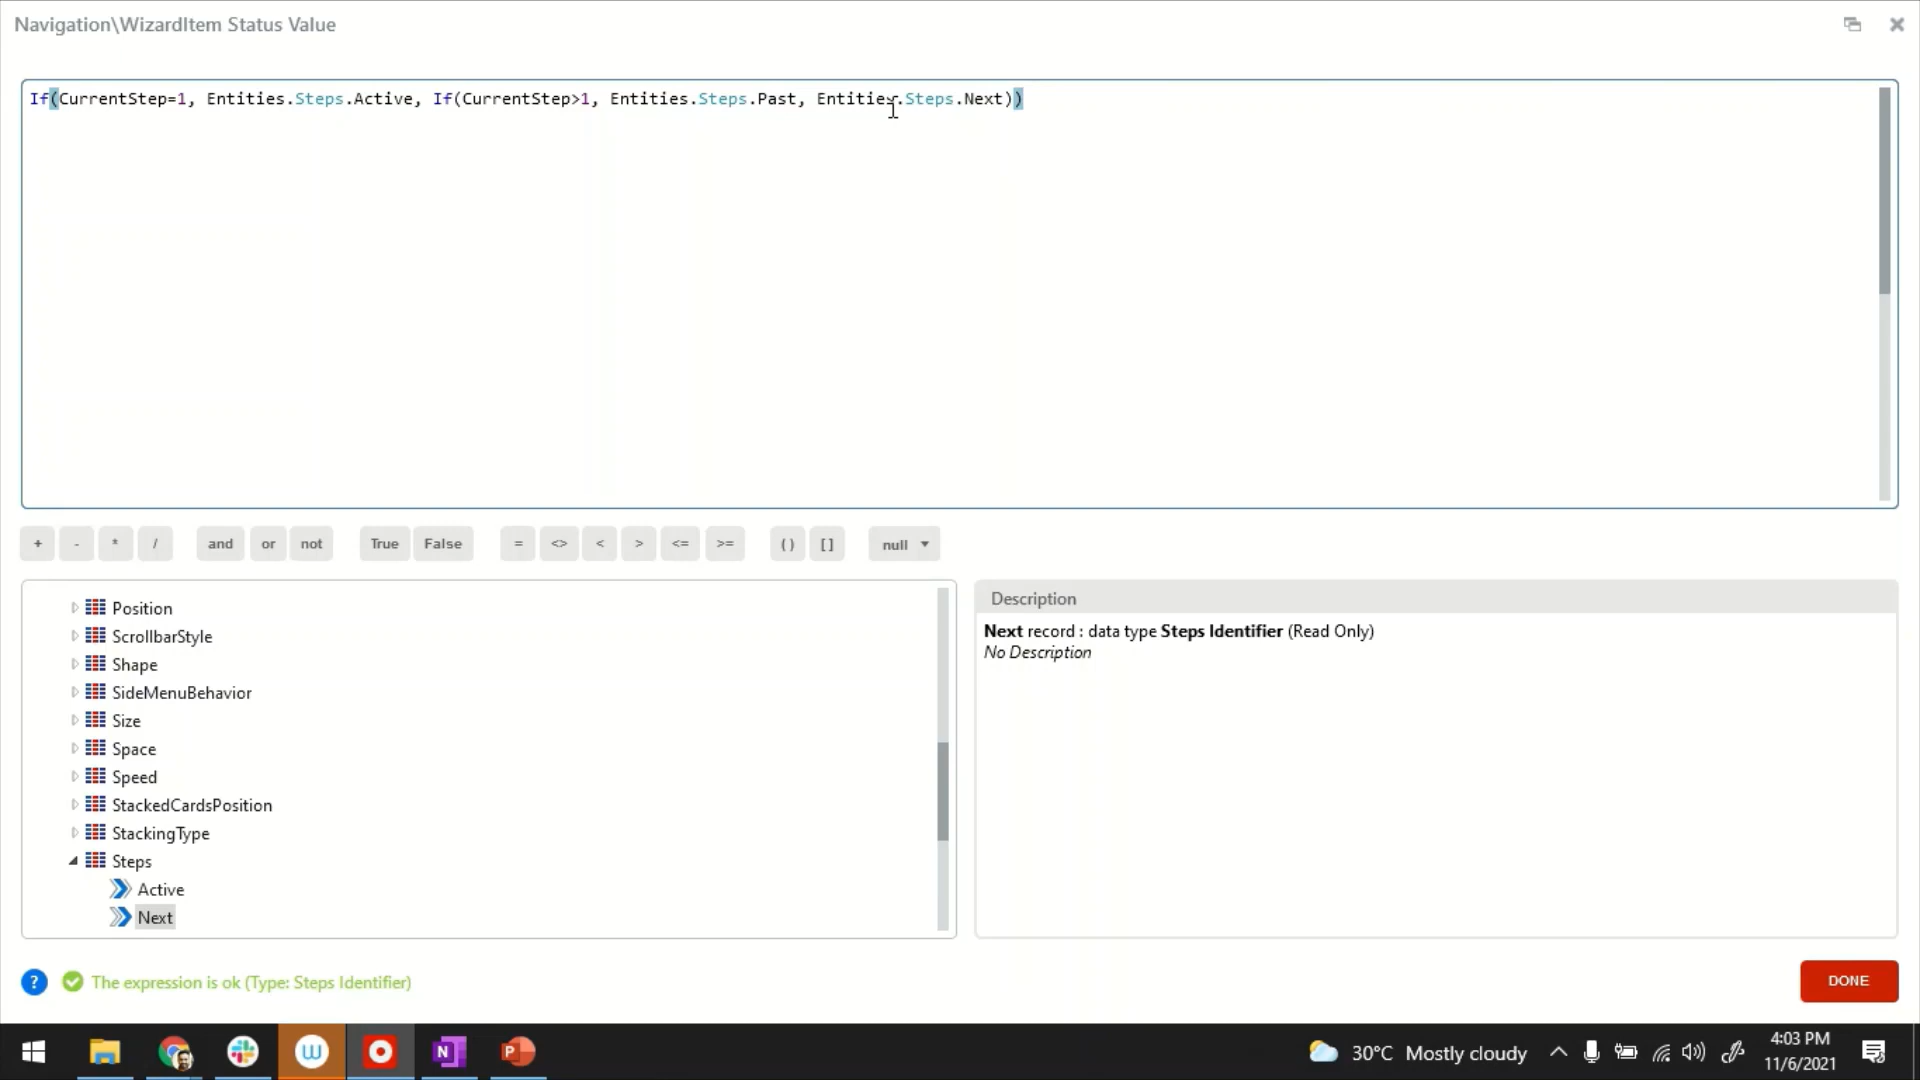 Navigation\WizardItem Status Value
If(CurrentStep=1, Entities.Steps.Active, If(CurrentStep>1, Entities.Steps.Past, Entities.Steps.Next))
+ - * / and or not True False = <> < > <= >= () [] null
Position
ScrollbarStyle
Shape
SideMenuBehavior
Size
Space
Speed
StackedCardsPosition
StackingType
Steps
Active
Next
Description
Next record : data type Steps Identifier (Read Only)
No Description
? The expression is ok (Type: Steps Identifier)
DONE
30°C Mostly cloudy
4:03 PM
11/6/2021